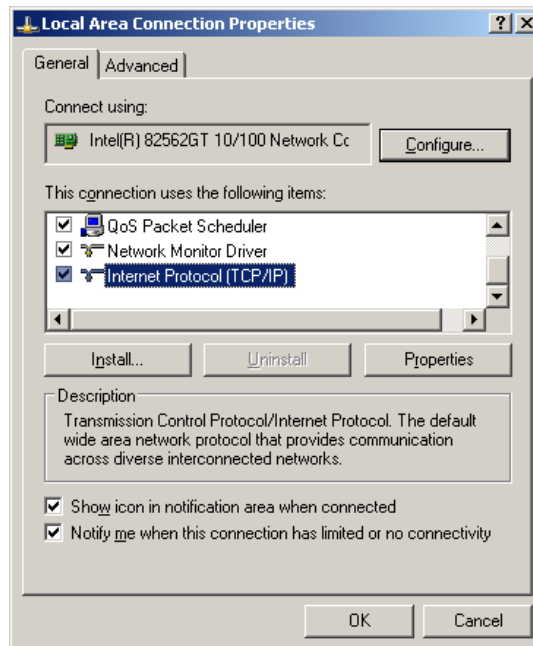 Local Area Connection Properties
General
Advanced
Connect using:
Intel(R) 82562GT 10/100 Network Cc
Configure...
This connection uses the following items:
QoS Packet Scheduler
Network Monitor Driver
Internet Protocol (TCP/IP)
Install...
Uninstall
Properties
Description
Transmission Control Protocol/Internet Protocol. The default
wide area network protocol that provides communication
across diverse interconnected networks.
Show icon in notification area when connected
Notify me when this connection has limited or no connectivity
OK
Cancel